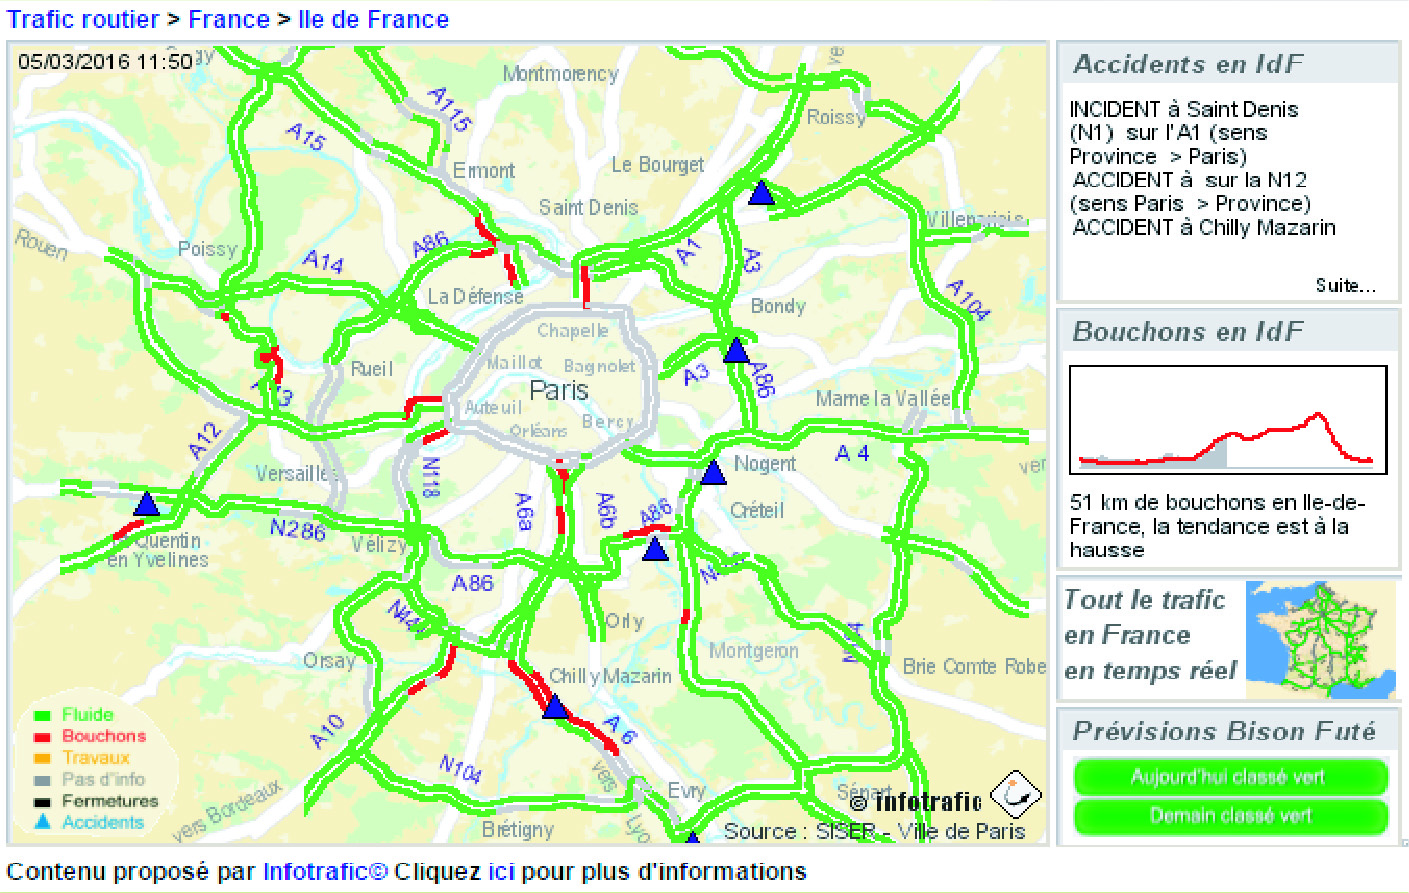 Trafic routier > France > Ile de France
05/03/2016 11:50
Montmorency
A115
Roissy
A15
Ermont
Le Bourget
Saint Denis
Villeparisis
Rouen
Poissy
A86
A1
A3
A14
La Défense
Bondy
A104
Chapelle
Maillot
Bagnolet
Rueil
A3
A86
Paris
Marne la Vallée
Auteuil
Bercy
Orléans
A12
A 4
Versailles
N118
Nogent
A6a
A6b
A86
Créteil
N286
Vélizy
Quentin
en Yvelines
A86
Orly
Montgeron
Orsay
Chilly Mazarin
Brie Comte Robe
A10
A 6
N104
vers
Evry
Sénart
vers Bordeaux
Brétigny
Fluide
Bouchons
Travaux
Pas d'info
Fermetures
Accidents
© infotrafic
Source : SISER - Ville de Paris
Accidents en IdF
INCIDENT à Saint Denis
(N1) sur l'A1 (sens
Province > Paris)
ACCIDENT à sur la N12
(sens Paris > Province)
ACCIDENT à Chilly Mazarin
Suite...
Bouchons en IdF
51 km de bouchons en Ile-de-
France, la tendance est à la
hausse
Tout le trafic
en France
en temps réel
Prévisions Bison Futé
Aujourd'hui classé vert
Demain classé vert
Contenu proposé par Infotrafic© Cliquez ici pour plus d'informations